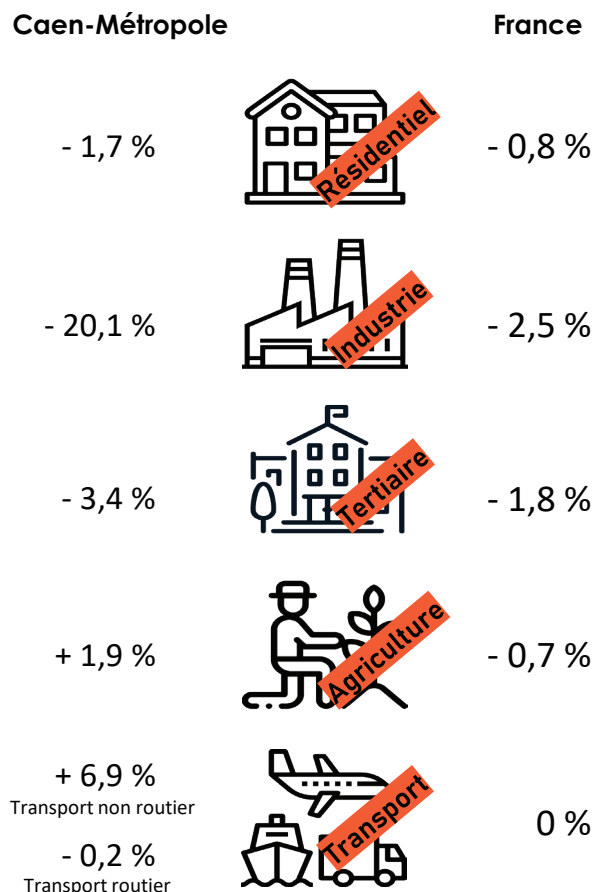 Caen-Métropole France
- 1,7 % Résidentiel - 0,8 %
- 20,1 % Industrie - 2,5 %
- 3,4 % Tertiaire - 1,8 %
+ 1,9 % Agriculture - 0,7 %
+ 6,9 %
Transport non routier
Transport 0 %
- 0,2 %
Transport routier